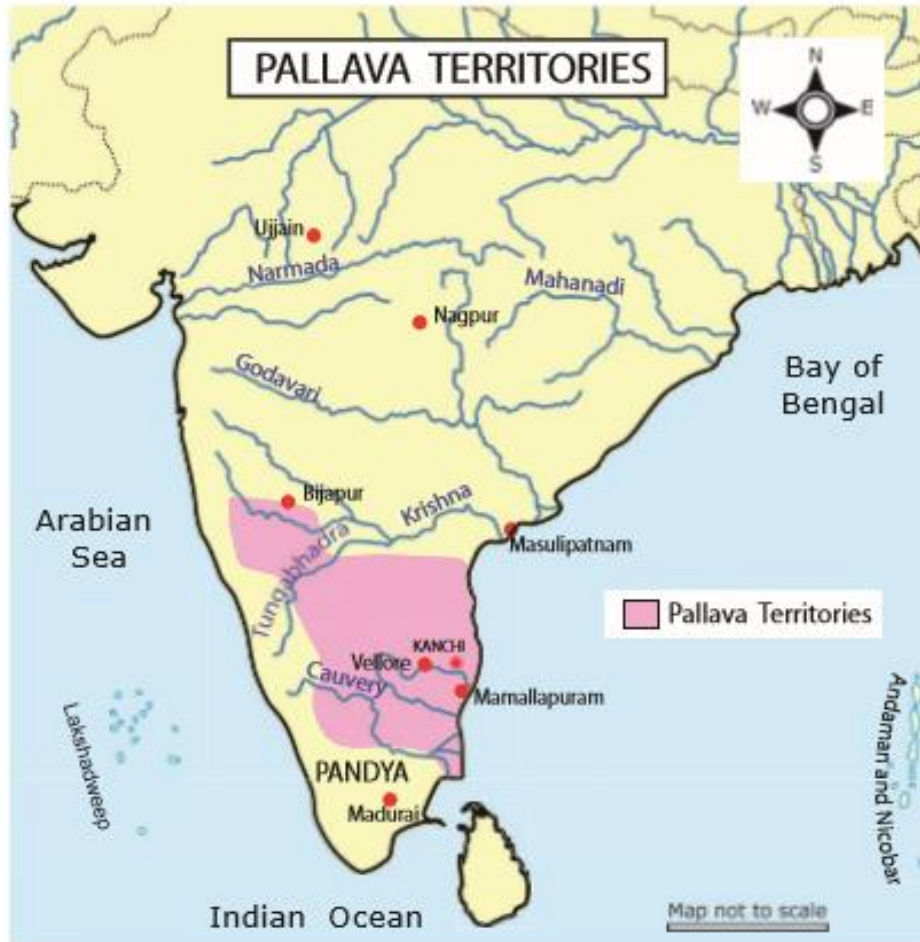 PALLAVA TERRITORIES
N
W
E
S
Ujjain
Narmada
Mahanadi
Nagpur
Bay of
Bengal
Godavari
Bijapur
Krishna
Arabian
Sea
Masulipatnam
Tungabhadra
Pallava Territories
KANCHI
Vellore
Cauvery
Mamallapuram
Lakshadweep
Andaman and Nicobar
PANDYA
Madurai
Indian Ocean
Map not to scale